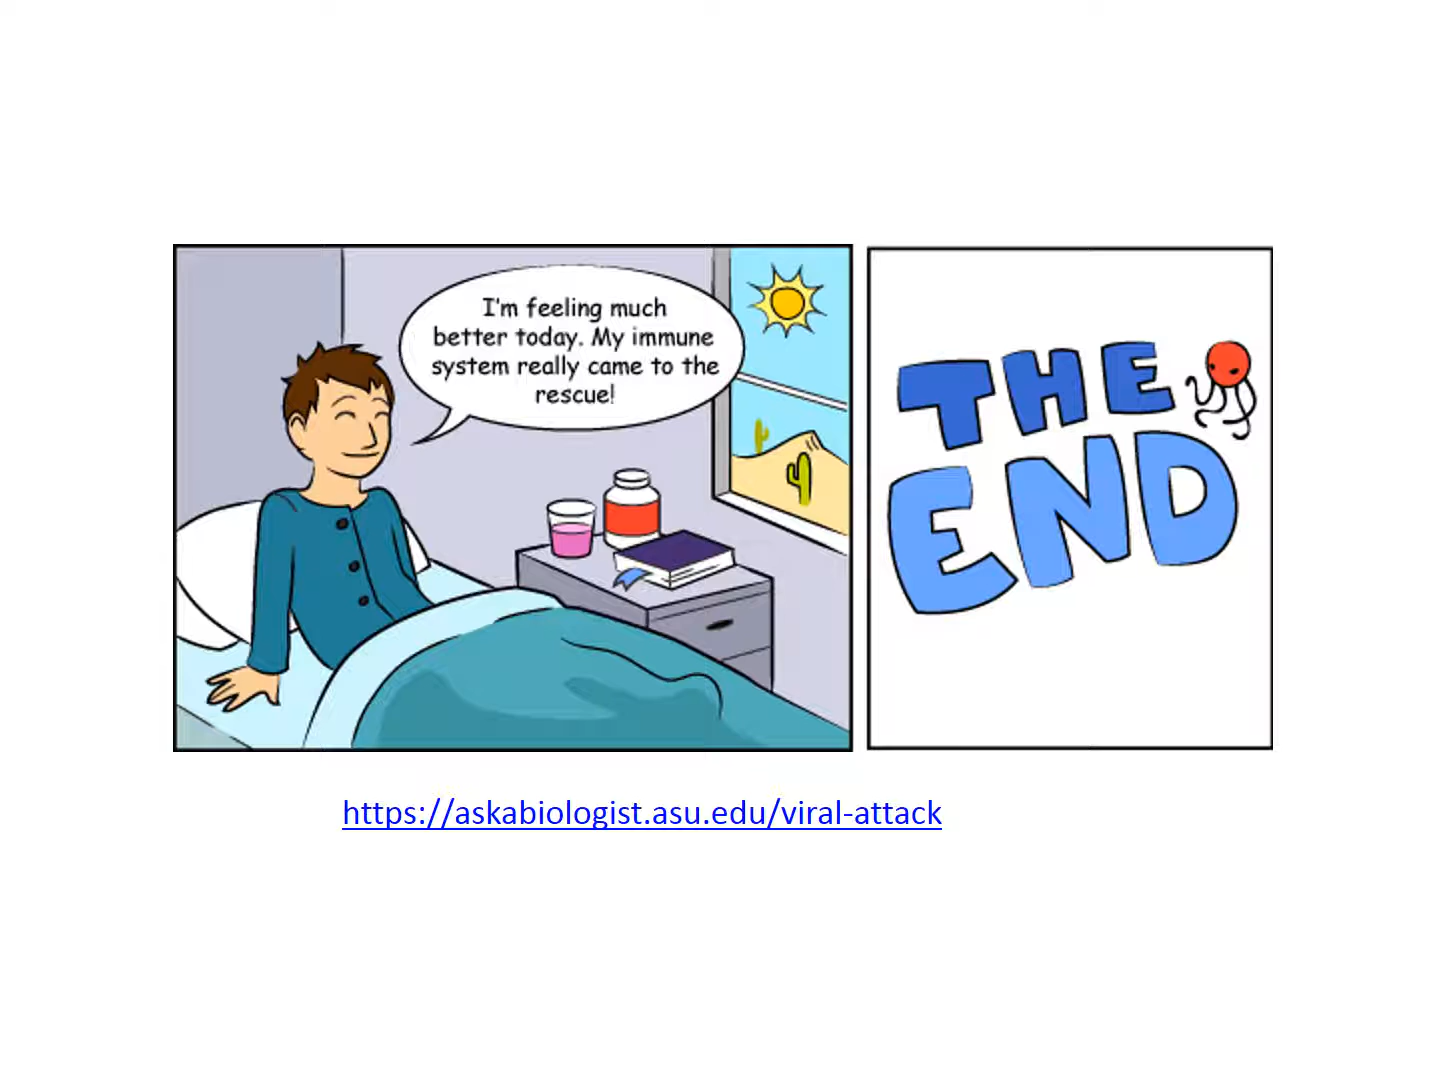 I'm feeling much
better today. My immune
system really came to the
rescue!
THE
END
https://askabiologist.asu.edu/viral-attack